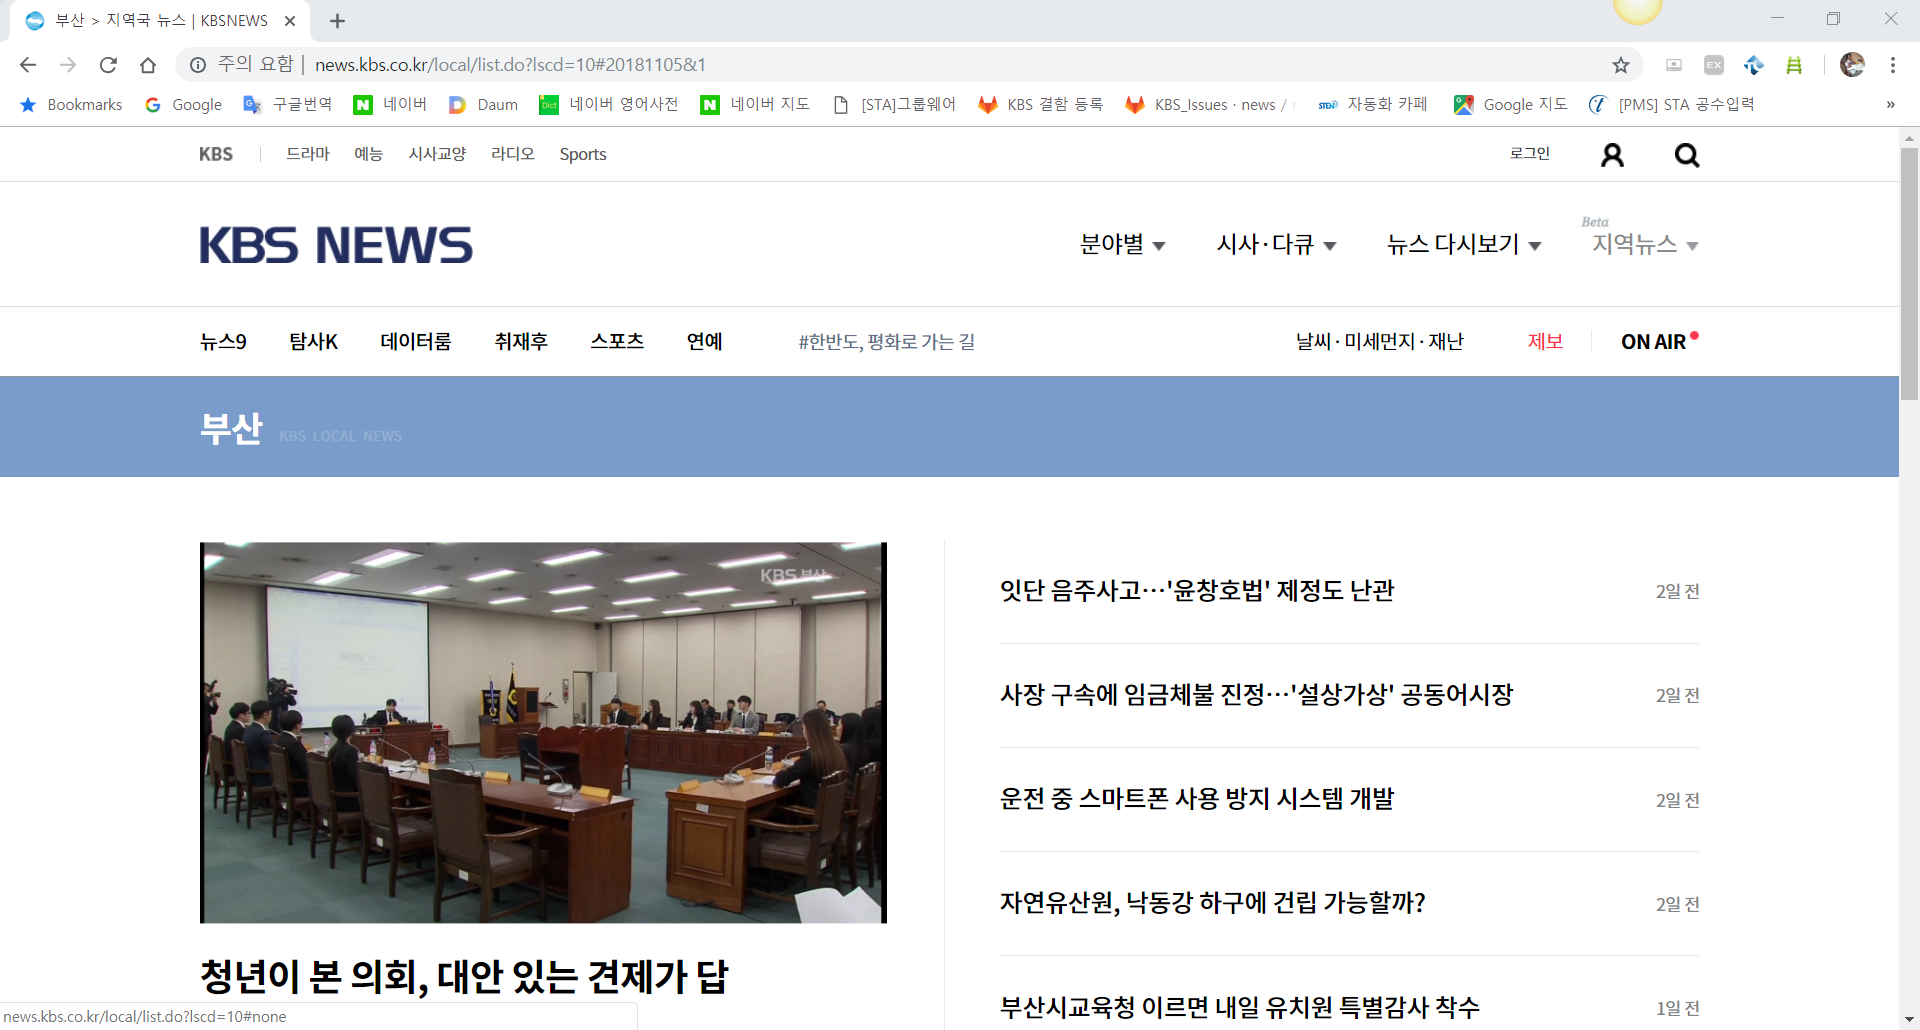 부산 > 지역국 뉴스 | KBSNEWS
주의 요함 | news.kbs.co.kr/local/list.do?lscd=10#20181105&1
Bookmarks Google 구글번역 네이버 Daum 네이버 영어사전 네이버 지도 [STA]그룹웨어 KBS 결함 등록 KBS_Issues · news / 자동화 카페 Google 지도 [PMS] STA 공수입력 »
KBS 드라마 예능 시사교양 라디오 Sports 로그인
Beta
KBS NEWS 분야별 시사·다큐 뉴스 다시보기 지역뉴스
뉴스9 탐사K 데이터룸 취재후 스포츠 연예 #한반도, 평화로 가는 길 날씨·미세먼지·재난 제보 ON AIR
부산 KBS LOCAL NEWS
KBS 부산
잇단 음주사고…'윤창호법' 제정도 난관 2일 전
사장 구속에 임금체불 진정…'설상가상' 공동어시장 2일 전
운전 중 스마트폰 사용 방지 시스템 개발 2일 전
자연유산원, 낙동강 하구에 건립 가능할까? 2일 전
청년이 본 의회, 대안 있는 견제가 답
부산시교육청 이르면 내일 유치원 특별감사 착수 1일 전
news.kbs.co.kr/local/list.do?lscd=10#none